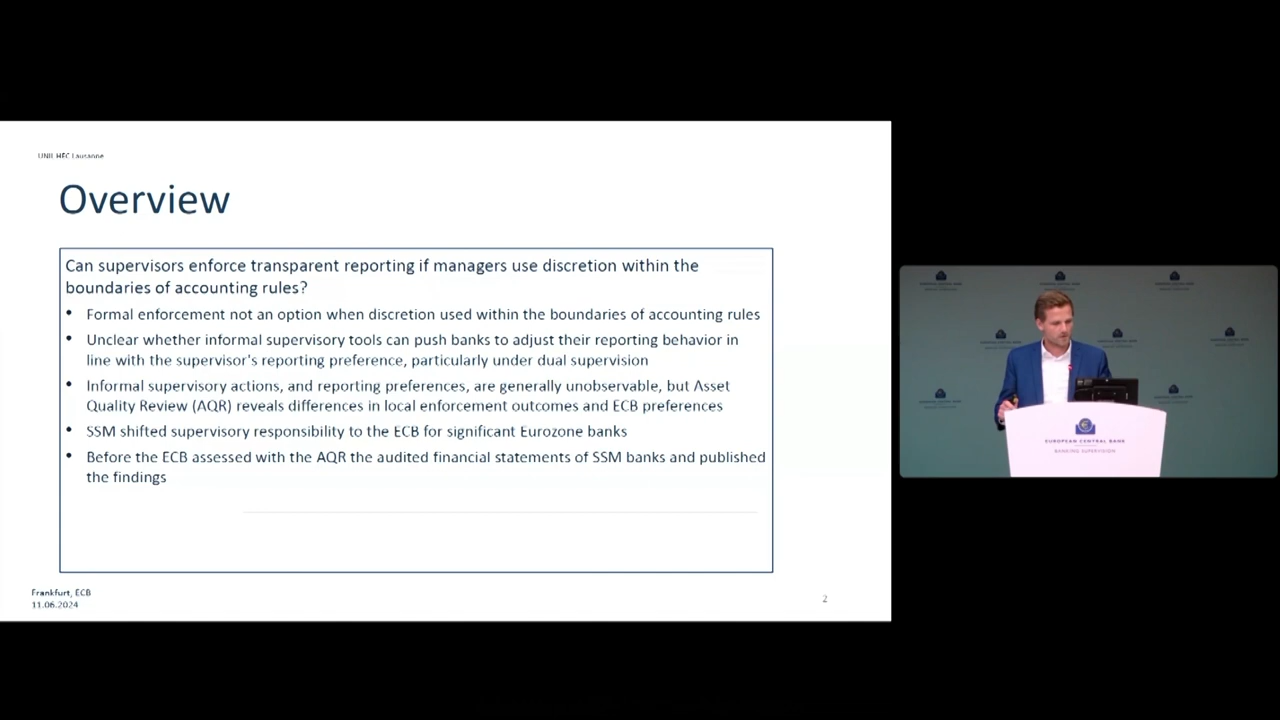 UNIL HEC Lausanne
Overview
Can supervisors enforce transparent reporting if managers use discretion within the
boundaries of accounting rules?
• Formal enforcement not an option when discretion used within the boundaries of accounting rules
• Unclear whether informal supervisory tools can push banks to adjust their reporting behavior in
line with the supervisor's reporting preference, particularly under dual supervision
• Informal supervisory actions, and reporting preferences, are generally unobservable, but Asset
Quality Review (AQR) reveals differences in local enforcement outcomes and ECB preferences
• SSM shifted supervisory responsibility to the ECB for significant Eurozone banks
• Before the ECB assessed with the AQR the audited financial statements of SSM banks and published
the findings
Frankfurt, ECB
11.06.2024
2
EUROPEAN CENTRAL BANK
BANKING SUPERVISION